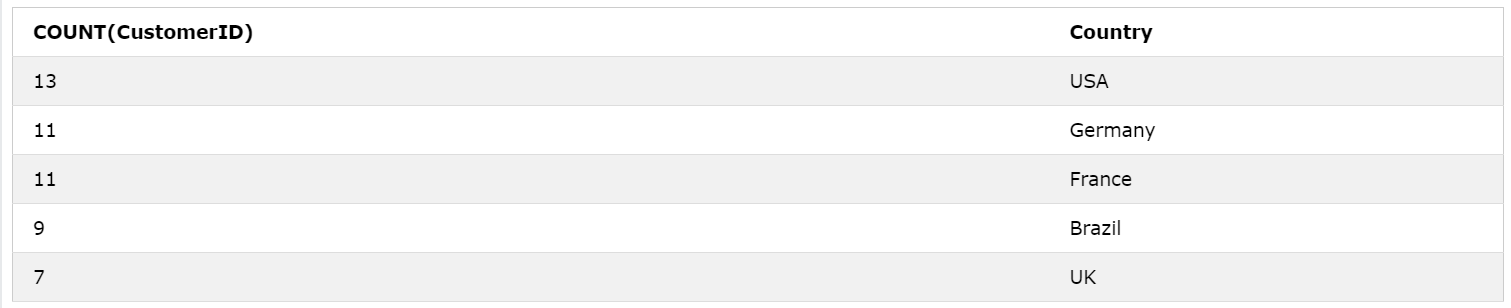 COUNT(CustomerID) Country
13 USA
11 Germany
11 France
9 Brazil
7 UK